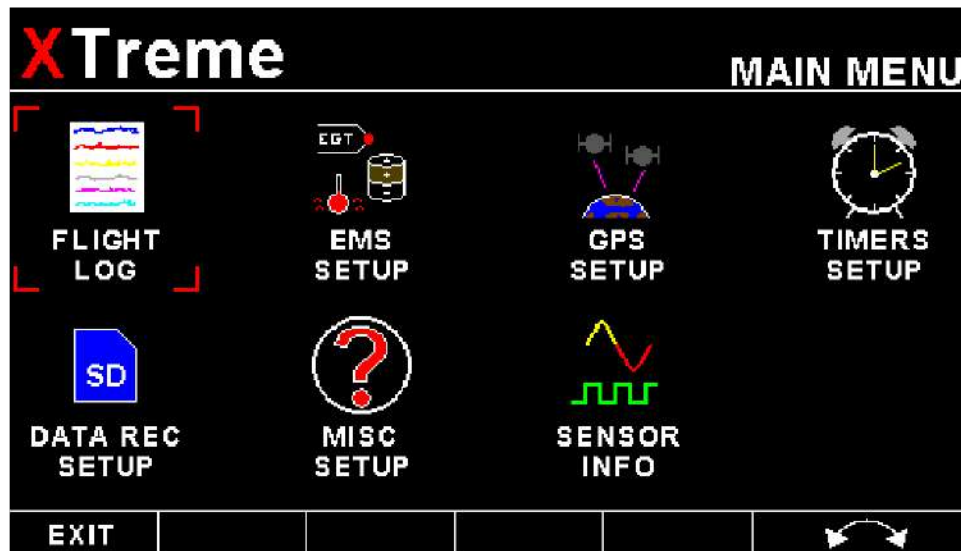 XTreme
MAIN MENU
EGT
FLIGHT
LOG
EMS
SETUP
GPS
SETUP
TIMERS
SETUP
SD
DATA REC
SETUP
?
MISC
SETUP
SENSOR
INFO
EXIT